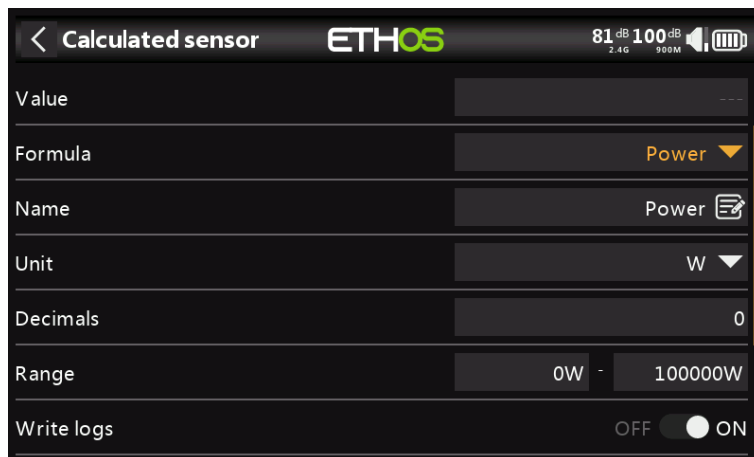 Calculated sensor ETHOS 81 dB 2.4G 100 dB 900M
Value ---
Formula Power
Name Power
Unit W
Decimals 0
Range 0W - 100000W
Write logs OFF ON